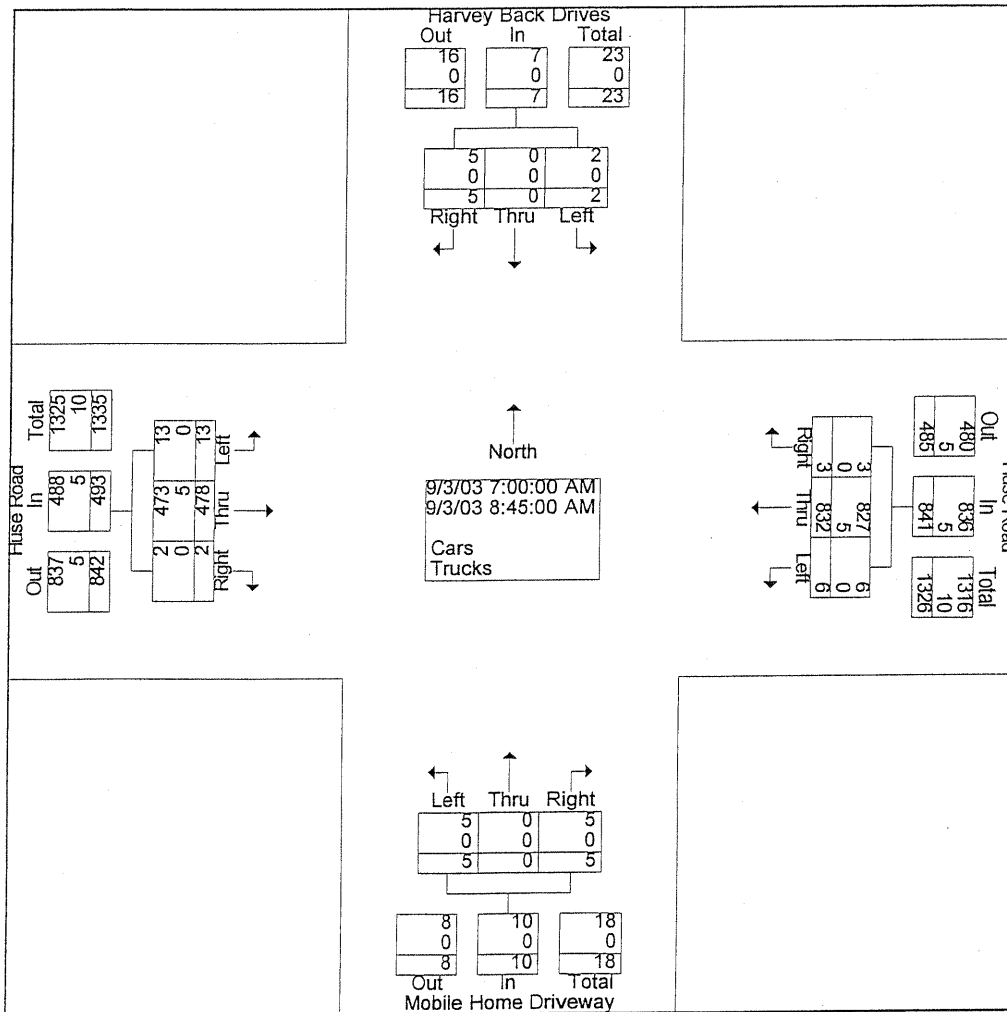 Harvey Back Drives
Out In Total
16 7 23
0 0 0
16 7 23
5 0 2
0 0 0
5 0 2
Right Thru Left
Huse Road
Total In Out
1325 488 837
10 5 5
1335 493 842
13 473 2
0 5 0
13 478 2
Left Thru Right
North
9/3/03 7:00:00 AM
9/3/03 8:45:00 AM
Cars
Trucks
Right Thru Left
3 827 6
0 5 0
3 832 6
Huse Road
Out In Total
480 836 1316
5 5 10
485 841 1326
Left Thru Right
5 0 5
0 0 0
5 0 5
8 10 18
0 0 0
8 10 18
Out In Total
Mobile Home Driveway